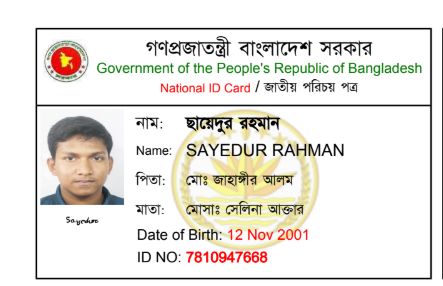 গণপ্রজাতন্ত্রী বাংলাদেশ সরকার
Government of the People's Republic of Bangladesh
National ID Card / জাতীয় পরিচয় পত্র
নাম: ছায়েদুর রহমান
Name: SAYEDUR RAHMAN
পিতা: মোঃ জাহাঙ্গীর আলম
মাতা: মোসাঃ সেলিনা আক্তার
Sayedur
Date of Birth: 12 Nov 2001
ID NO: 7810947668